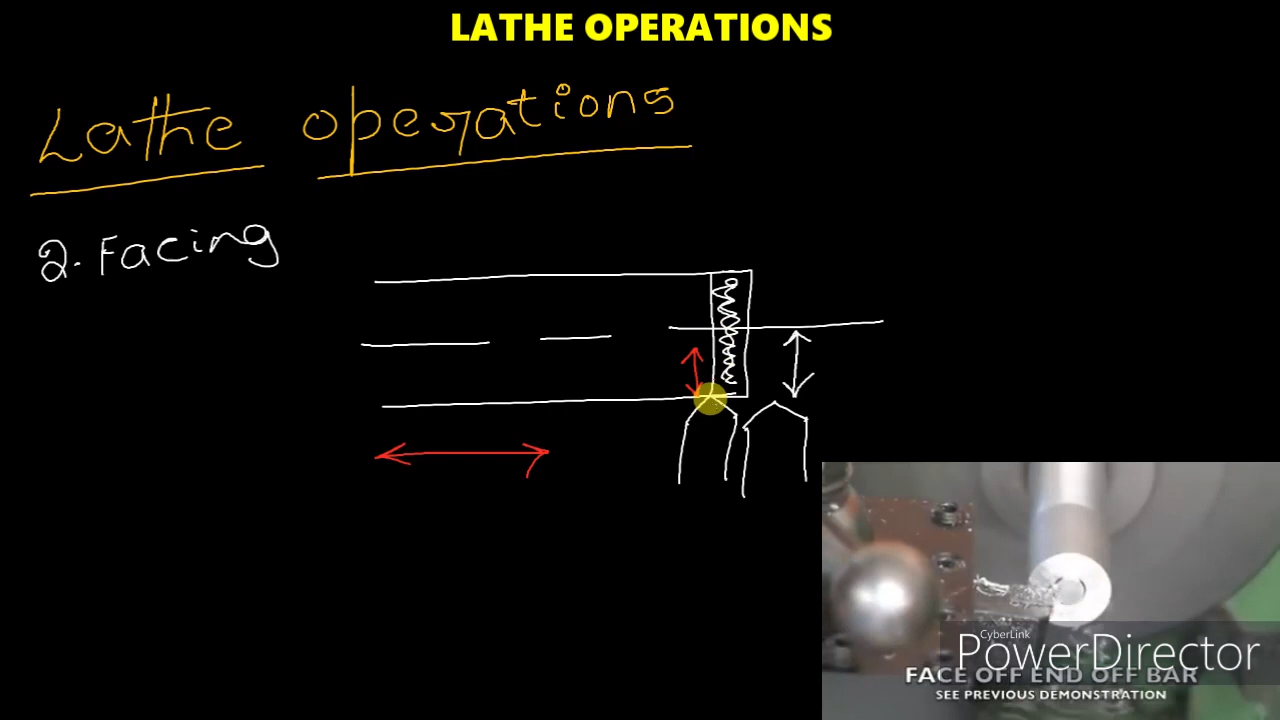 LATHE OPERATIONS
Lathe operations
2. Facing
CyberLink
PowerDirector
FACE OFF END OFF BAR
SEE PREVIOUS DEMONSTRATION